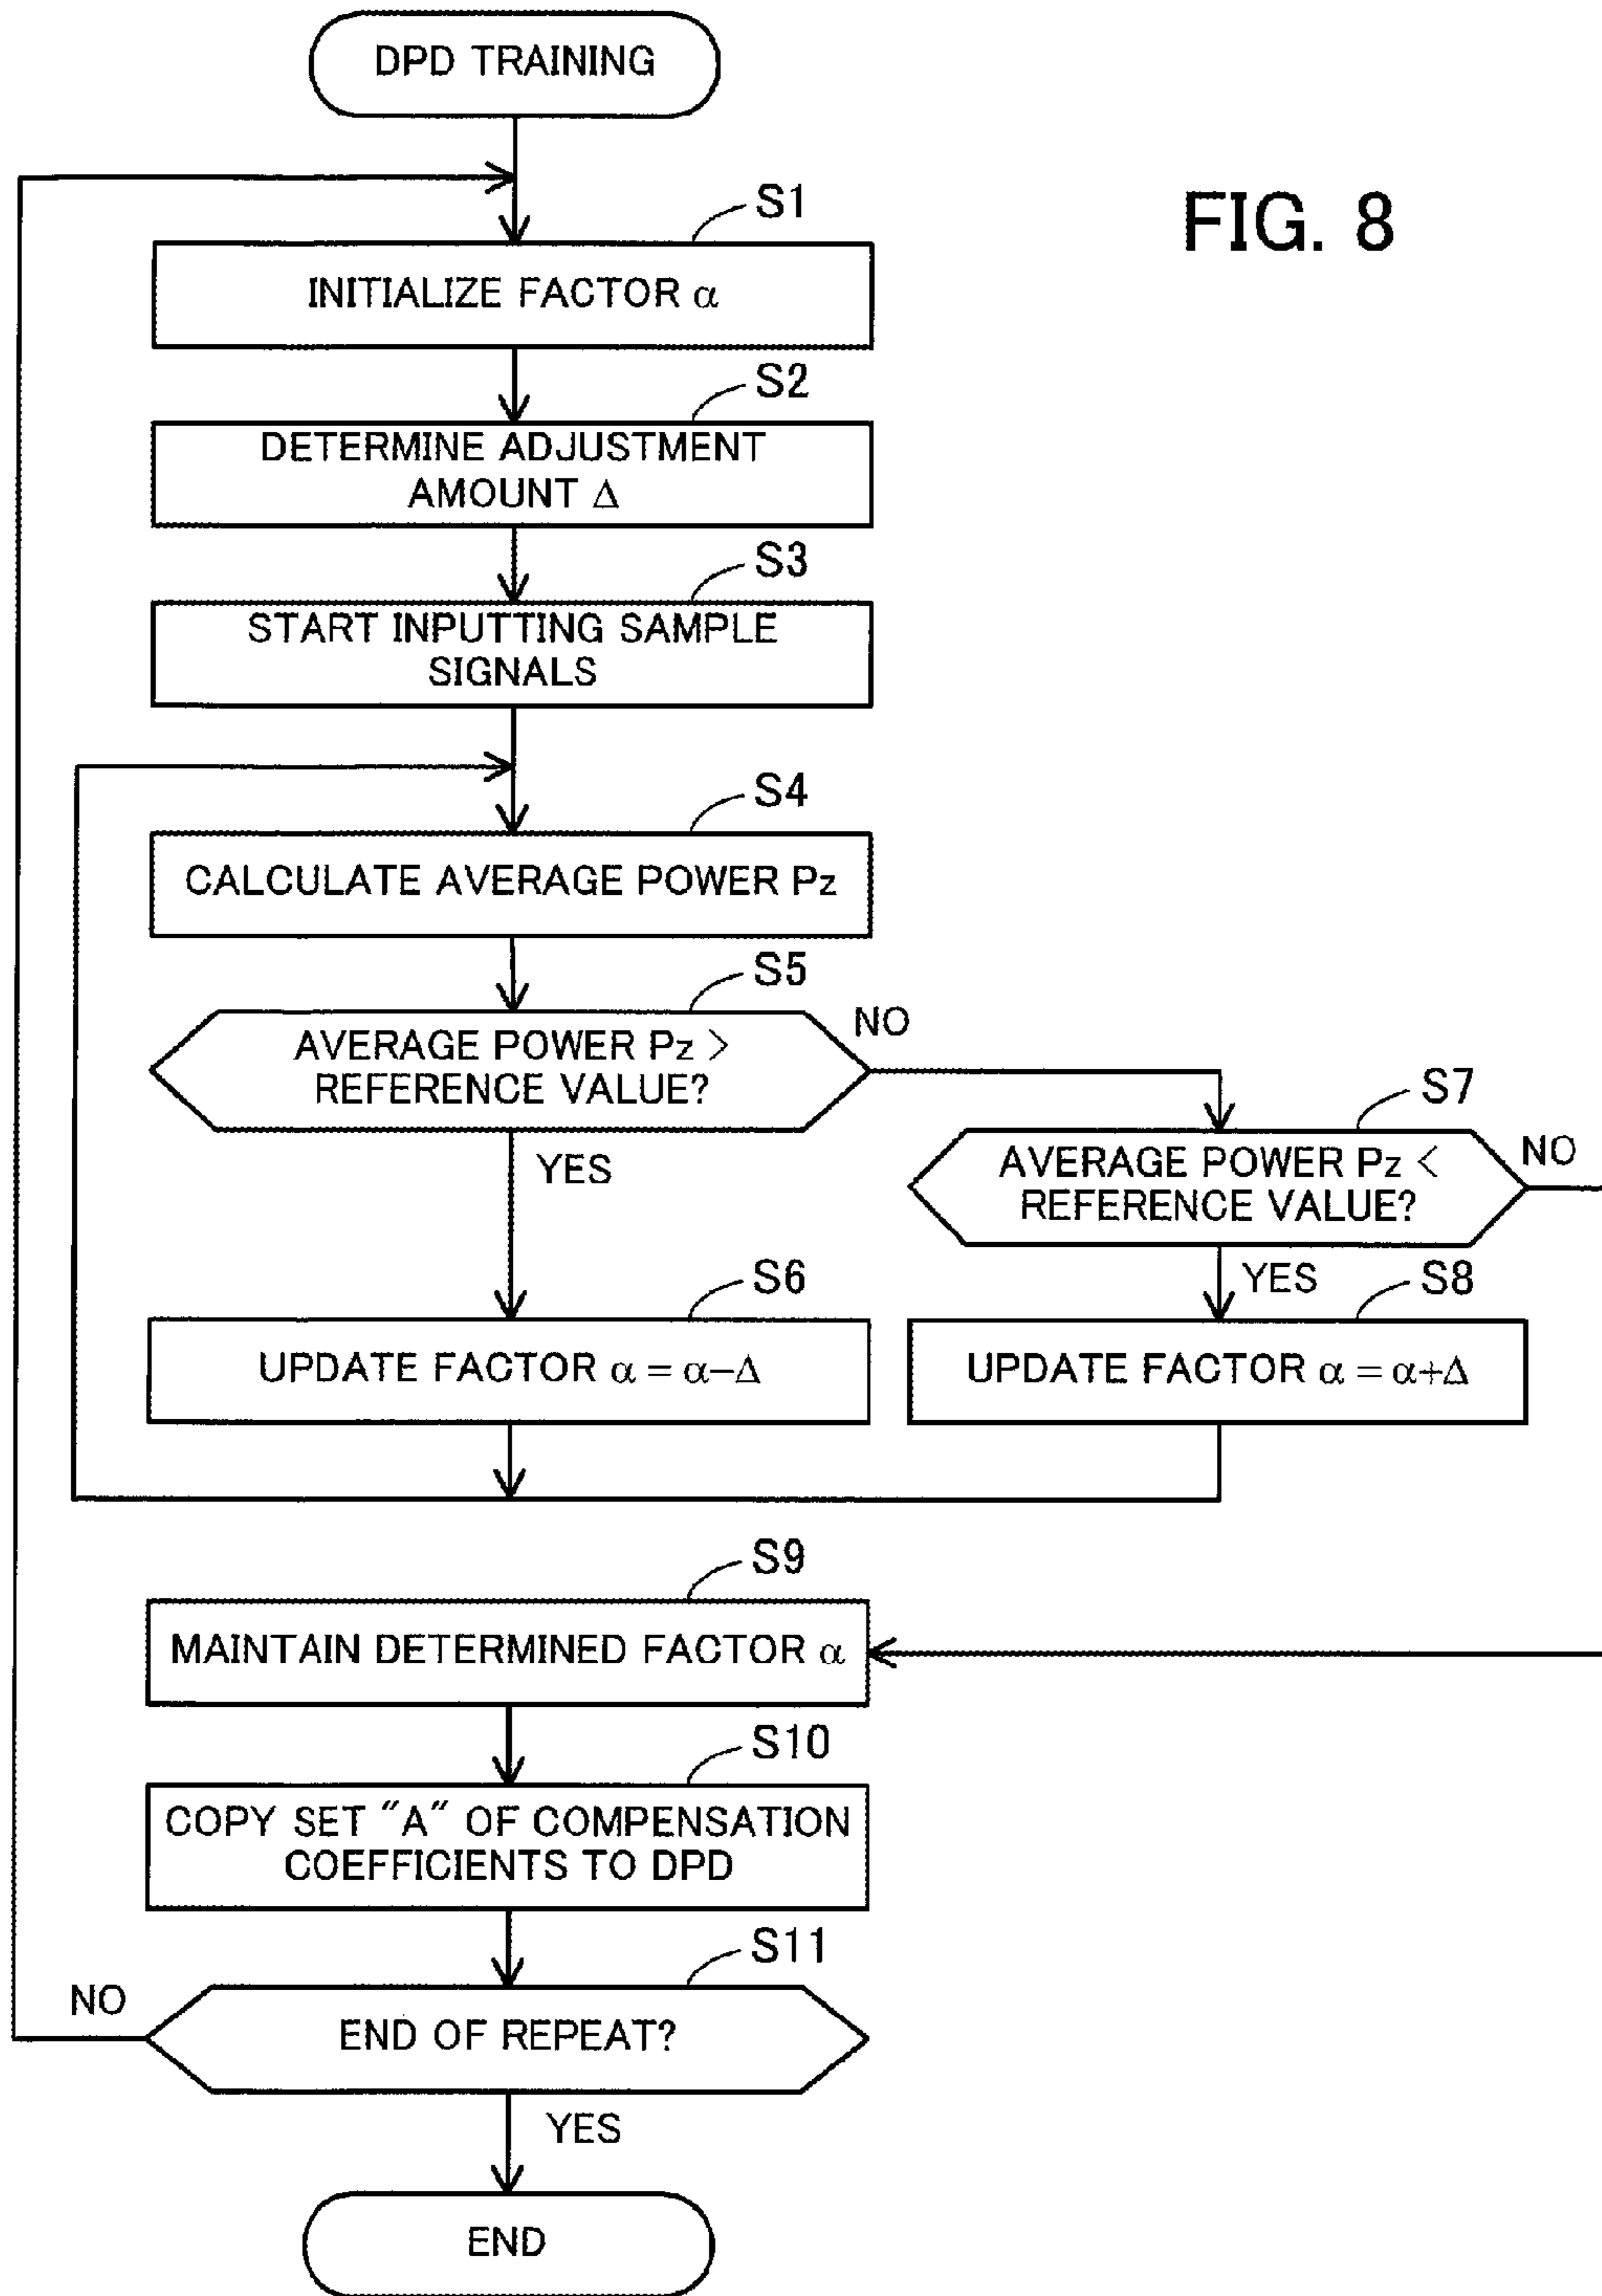 DPD TRAINING
FIG. 8
S1
INITIALIZE FACTOR α
S2
DETERMINE ADJUSTMENT
AMOUNT Δ
S3
START INPUTTING SAMPLE
SIGNALS
S4
CALCULATE AVERAGE POWER Pz
S5
AVERAGE POWER Pz >
REFERENCE VALUE?
NO
YES
S7
AVERAGE POWER Pz <
REFERENCE VALUE?
NO
YES
S6
UPDATE FACTOR α = α−Δ
S8
UPDATE FACTOR α = α+Δ
S9
MAINTAIN DETERMINED FACTOR α
S10
COPY SET "A" OF COMPENSATION
COEFFICIENTS TO DPD
S11
END OF REPEAT?
NO
YES
END